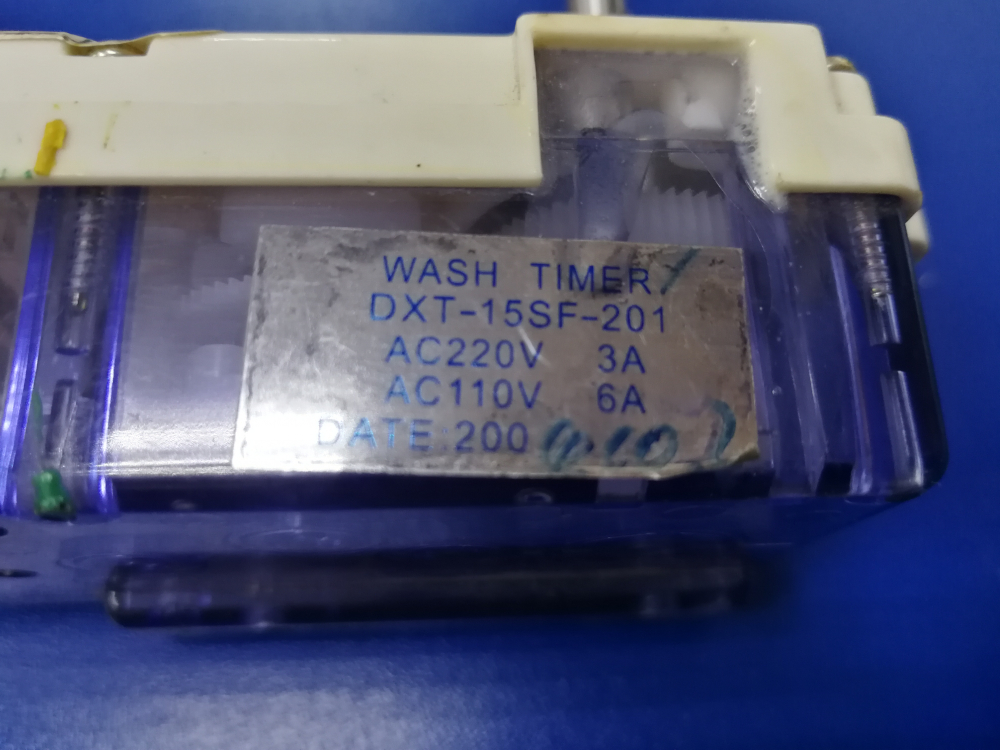 WASH TIMER
DXT-15SF-201
AC220V 3A
AC110V 6A
DATE:200